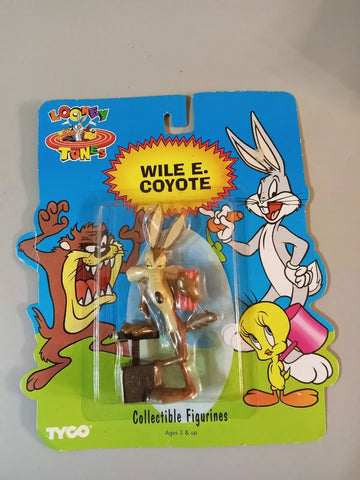 LOONEY
TUNES
WILE E.
COYOTE
Collectible Figurines
Ages 3 & up.
TYCO